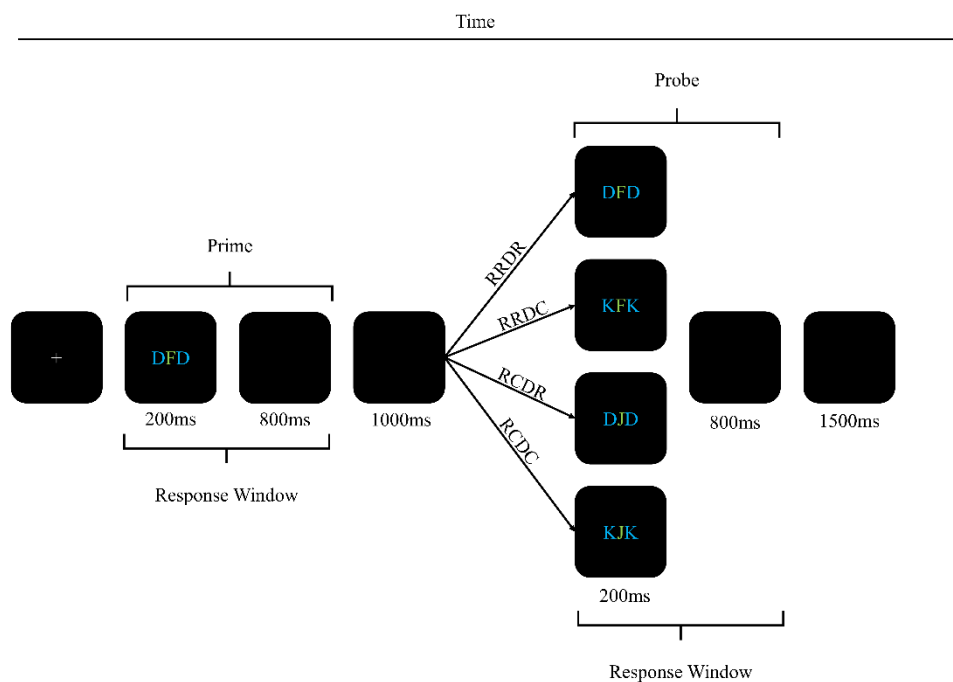 Time
Probe
DFD
Prime
RRDR
RRDC
KFK
+
DFD
RCDR
DJD
200ms
800ms
1000ms
800ms
1500ms
RCDC
Response Window
KJK
200ms
Response Window